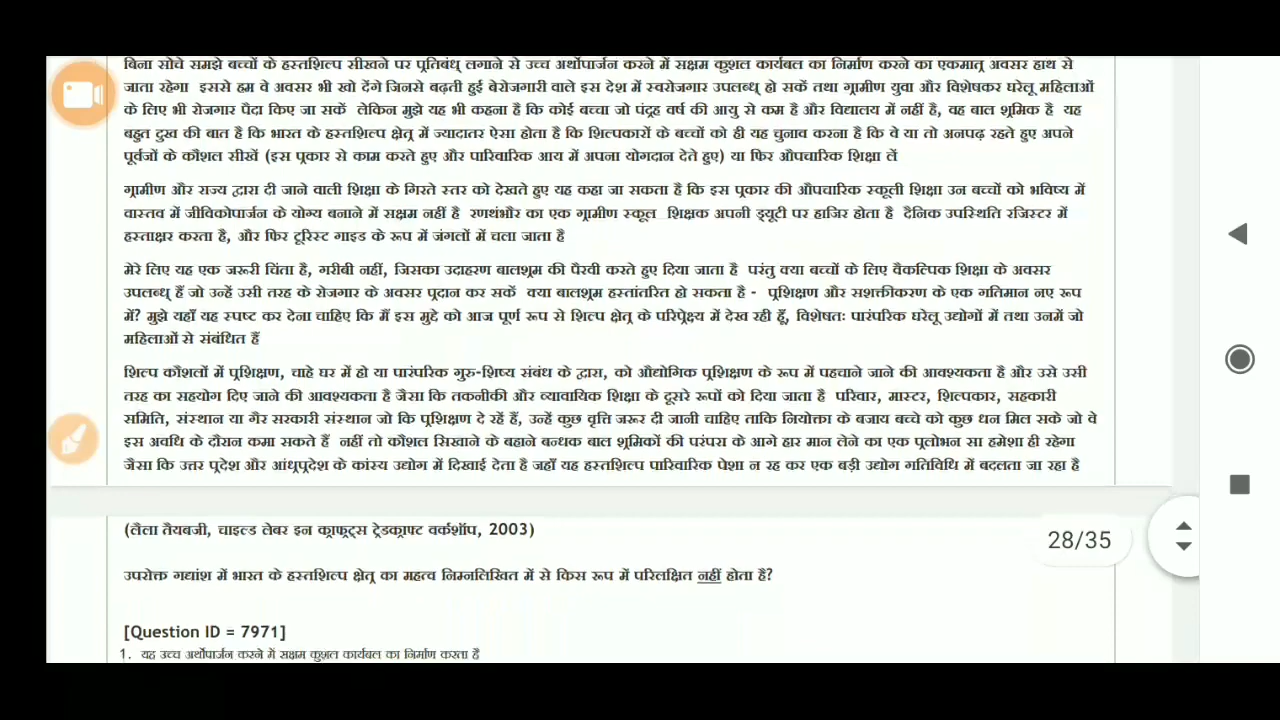 बिना सोचे समझे बच्चों के हस्तशिल्प सीखने पर प्रतिबंध् लगाने से उच्च अर्थोपार्जन करने में सक्षम कुशल कार्यबल का निर्माण करने का एकमात्र अवसर हाथ से
जाता रहेगा इससे हम वे अवसर भी खो देंगे जिनसे बढ़ती हुई बेरोजगारी वाले इस देश में स्वरोजगार उपलब्ध् हो सकें तथा ग्रामीण युवा और विशेषकर घरेलू महिलाओं
के लिए भी रोजगार पैदा किए जा सकें लेकिन मुझे यह भी कहना है कि कोई बच्चा जो पंद्रह वर्ष की आयु से कम है और विद्यालय में नहीं है, वह बाल श्रमिक है यह
बहुत दुख की बात है कि भारत के हस्तशिल्प क्षेत्र में ज्यादातर ऐसा होता है कि शिल्पकारों के बच्चों को ही यह चुनाव करना है कि वे या तो अनपढ़ रहते हुए अपने
पूर्वजों के कौशल सीखें (इस प्रकार से काम करते हुए और पारिवारिक आय में अपना योगदान देते हुए) या फिर औपचारिक शिक्षा लें
ग्रामीण और राज्य द्वारा दी जाने वाली शिक्षा के गिरते स्तर को देखते हुए यह कहा जा सकता है कि इस प्रकार की औपचारिक स्कूली शिक्षा उन बच्चों को भविष्य में
वास्तव में जीविकोपार्जन के योग्य बनाने में सक्षम नहीं है रणथंभौर का एक ग्रामीण स्कूल शिक्षक अपनी ड्यूटी पर हाजिर होता है दैनिक उपस्थिति रजिस्टर में
हस्ताक्षर करता है, और फिर टूरिस्ट गाइड के रूप में जंगलों में चला जाता है
मेरे लिए यह एक जरूरी चिंता है, गरीबी नहीं, जिसका उदाहरण बालश्रम की पैरवी करते हुए दिया जाता है परंतु क्या बच्चों के लिए वैकल्पिक शिक्षा के अवसर
उपलब्ध् हैं जो उन्हें उसी तरह के रोजगार के अवसर प्रदान कर सकें क्या बालश्रम हस्तांतरित हो सकता है - प्रशिक्षण और सशक्तीकरण के एक गतिमान नए रूप
में? मुझे यहाँ यह स्पष्ट कर देना चाहिए कि मैं इस मुद्दे को आज पूर्ण रूप से शिल्प क्षेत्र के परिप्रेक्ष्य में देख रही हूँ, विशेषतः पारंपरिक घरेलू उद्योगों में तथा उनमें जो
महिलाओं से संबंधित हैं
शिल्प कौशलों में प्रशिक्षण, चाहे घर में हो या पारंपरिक गुरु-शिष्य संबंध के द्वारा, को औद्योगिक प्रशिक्षण के रूप में पहचाने जाने की आवश्यकता है और उसे उसी
तरह का सहयोग दिए जाने की आवश्यकता है जैसा कि तकनीकी और व्यावायिक शिक्षा के दूसरे रूपों को दिया जाता है परिवार, मास्टर, शिल्पकार, सहकारी
समिति, संस्थान या गैर सरकारी संस्थान जो कि प्रशिक्षण दे रहें हैं, उन्हें कुछ वृत्ति जरूर दी जानी चाहिए ताकि नियोक्ता के बजाय बच्चे को कुछ धन मिल सके जो वे
इस अवधि के दौरान कमा सकते हैं नहीं तो कौशल सिखाने के बहाने बन्धक बाल श्रमिकों की परंपरा के आगे हार मान लेने का एक प्रलोभन सा हमेशा ही रहेगा
जैसा कि उत्तर प्रदेश और आंध्रप्रदेश के कांस्य उद्योग में दिखाई देता है जहाँ यह हस्तशिल्प पारिवारिक पेशा न रह कर एक बड़ी उद्योग गतिविधि में बदलता जा रहा है
(लैला तैयबजी, चाइल्ड लेबर इन क्राफ्ट्स ट्रेडक्राफ्ट वर्कशॉप, 2003)
28/35
उपरोक्त गद्यांश में भारत के हस्तशिल्प क्षेत्र का महत्व निम्नलिखित में से किस रूप में परिलक्षित नहीं होता है?
[Question ID = 7971]
1. यह उच्च अर्थोपार्जन करने में सक्षम कुशल कार्यबल का निर्माण करता है